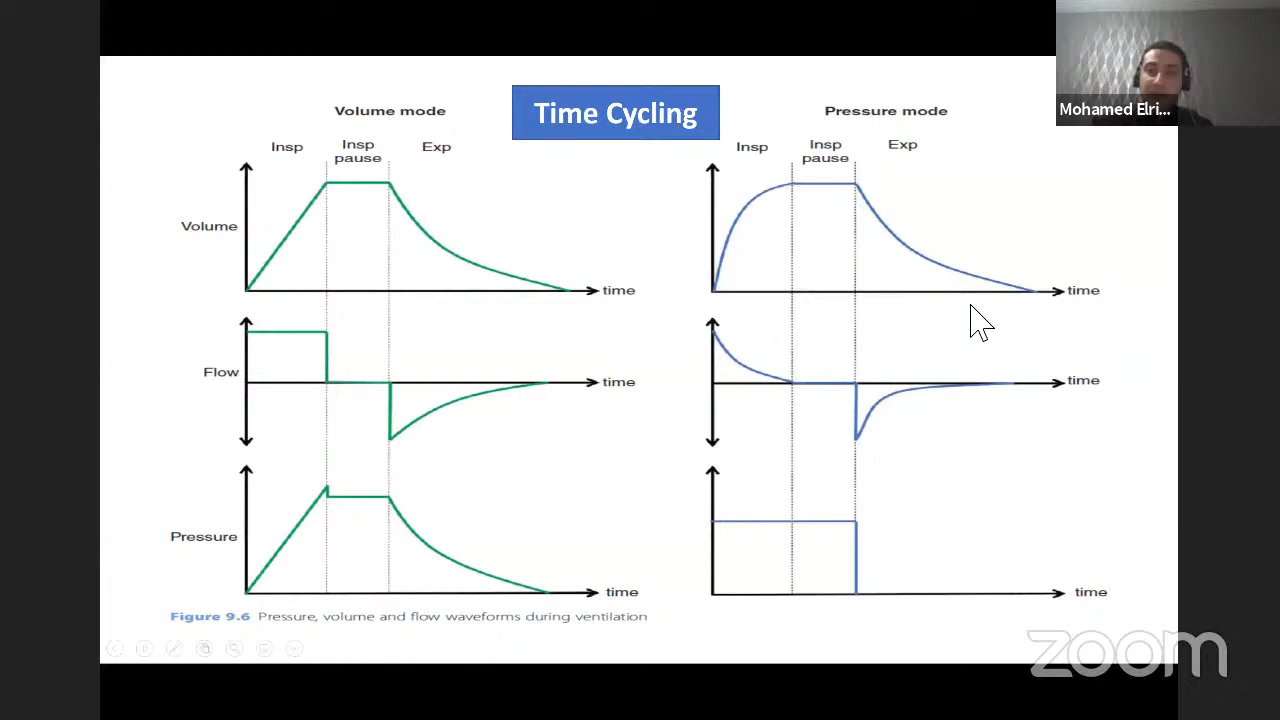 Time Cycling
Volume mode
Insp
Insp
pause
Exp
Volume
time
Flow
time
Pressure
time
Pressure mode
Insp
Insp
pause
Exp
time
time
time
Figure 9.6 Pressure, volume and flow waveforms during ventilation
Mohamed Elri...
zoom